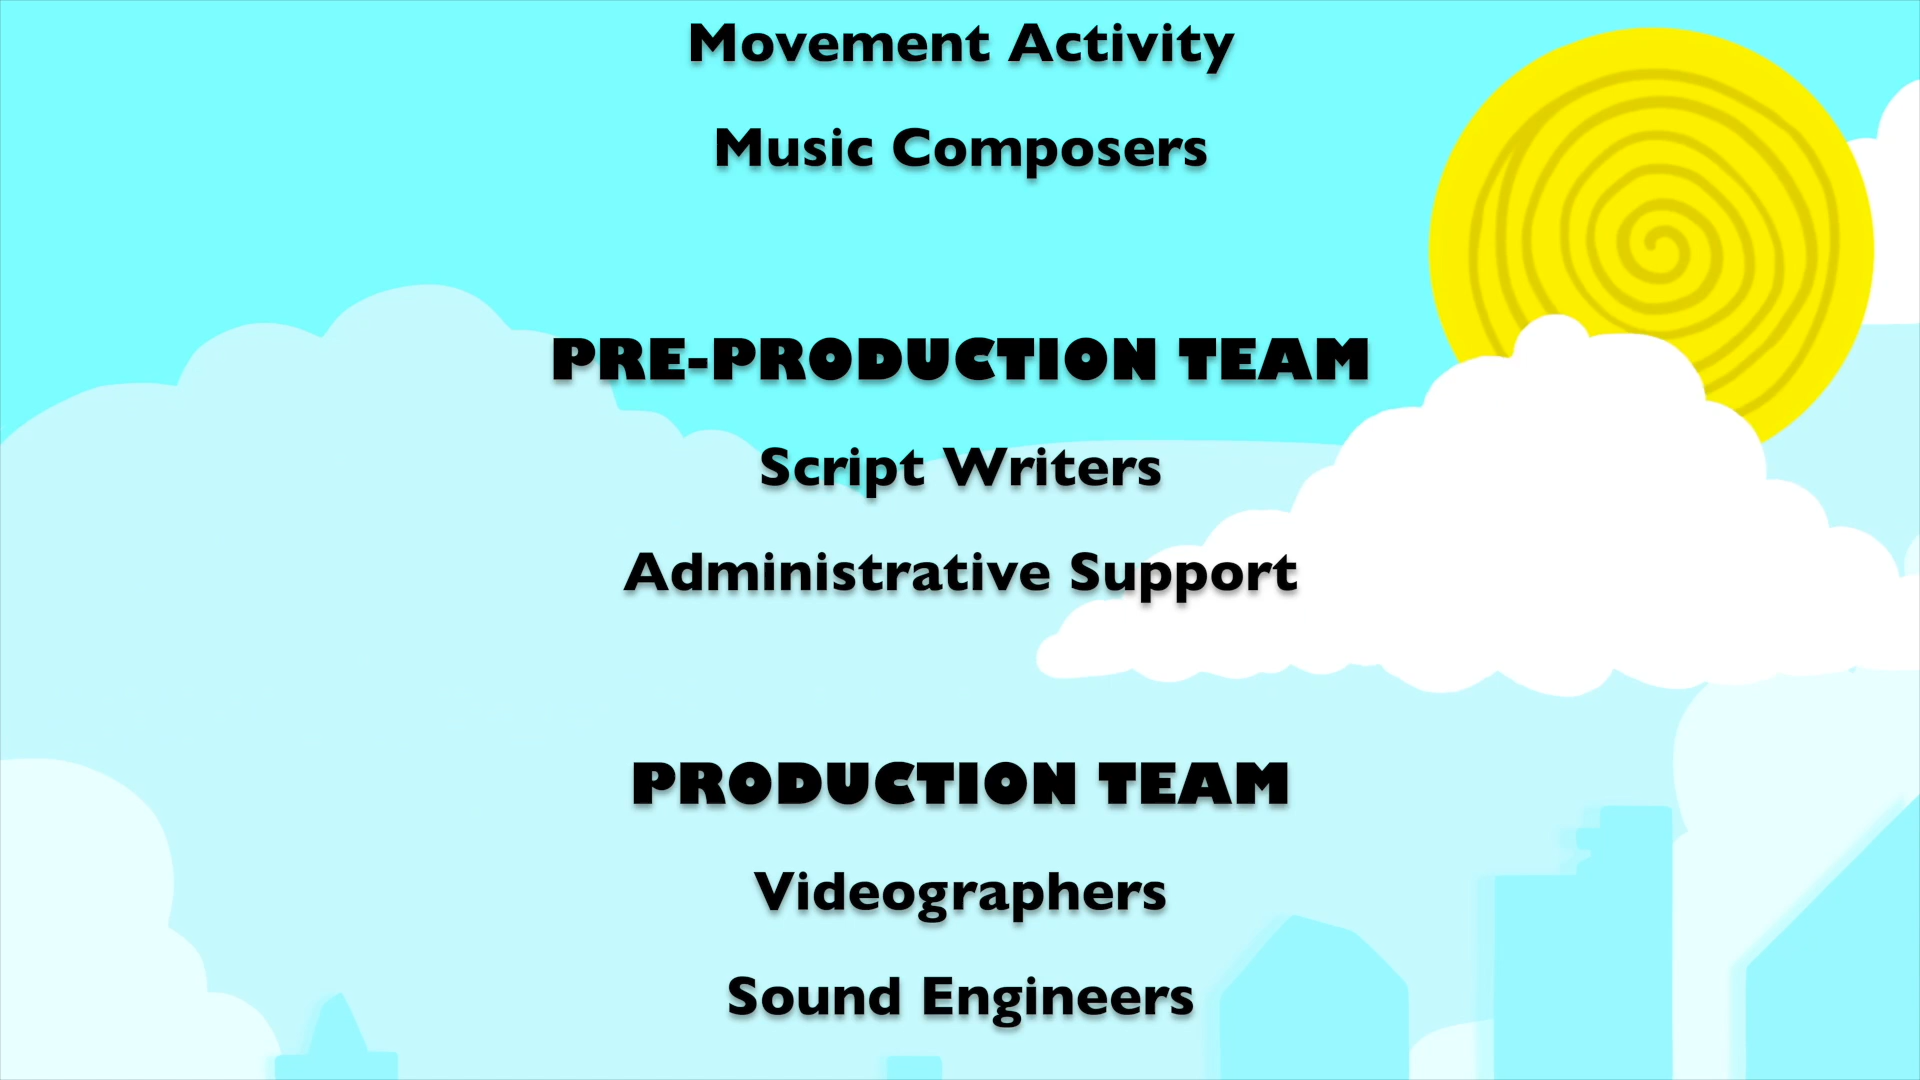 Movement Activity
Music Composers
PRE-PRODUCTION TEAM
Script Writers
Administrative Support
PRODUCTION TEAM
Videographers
Sound Engineers